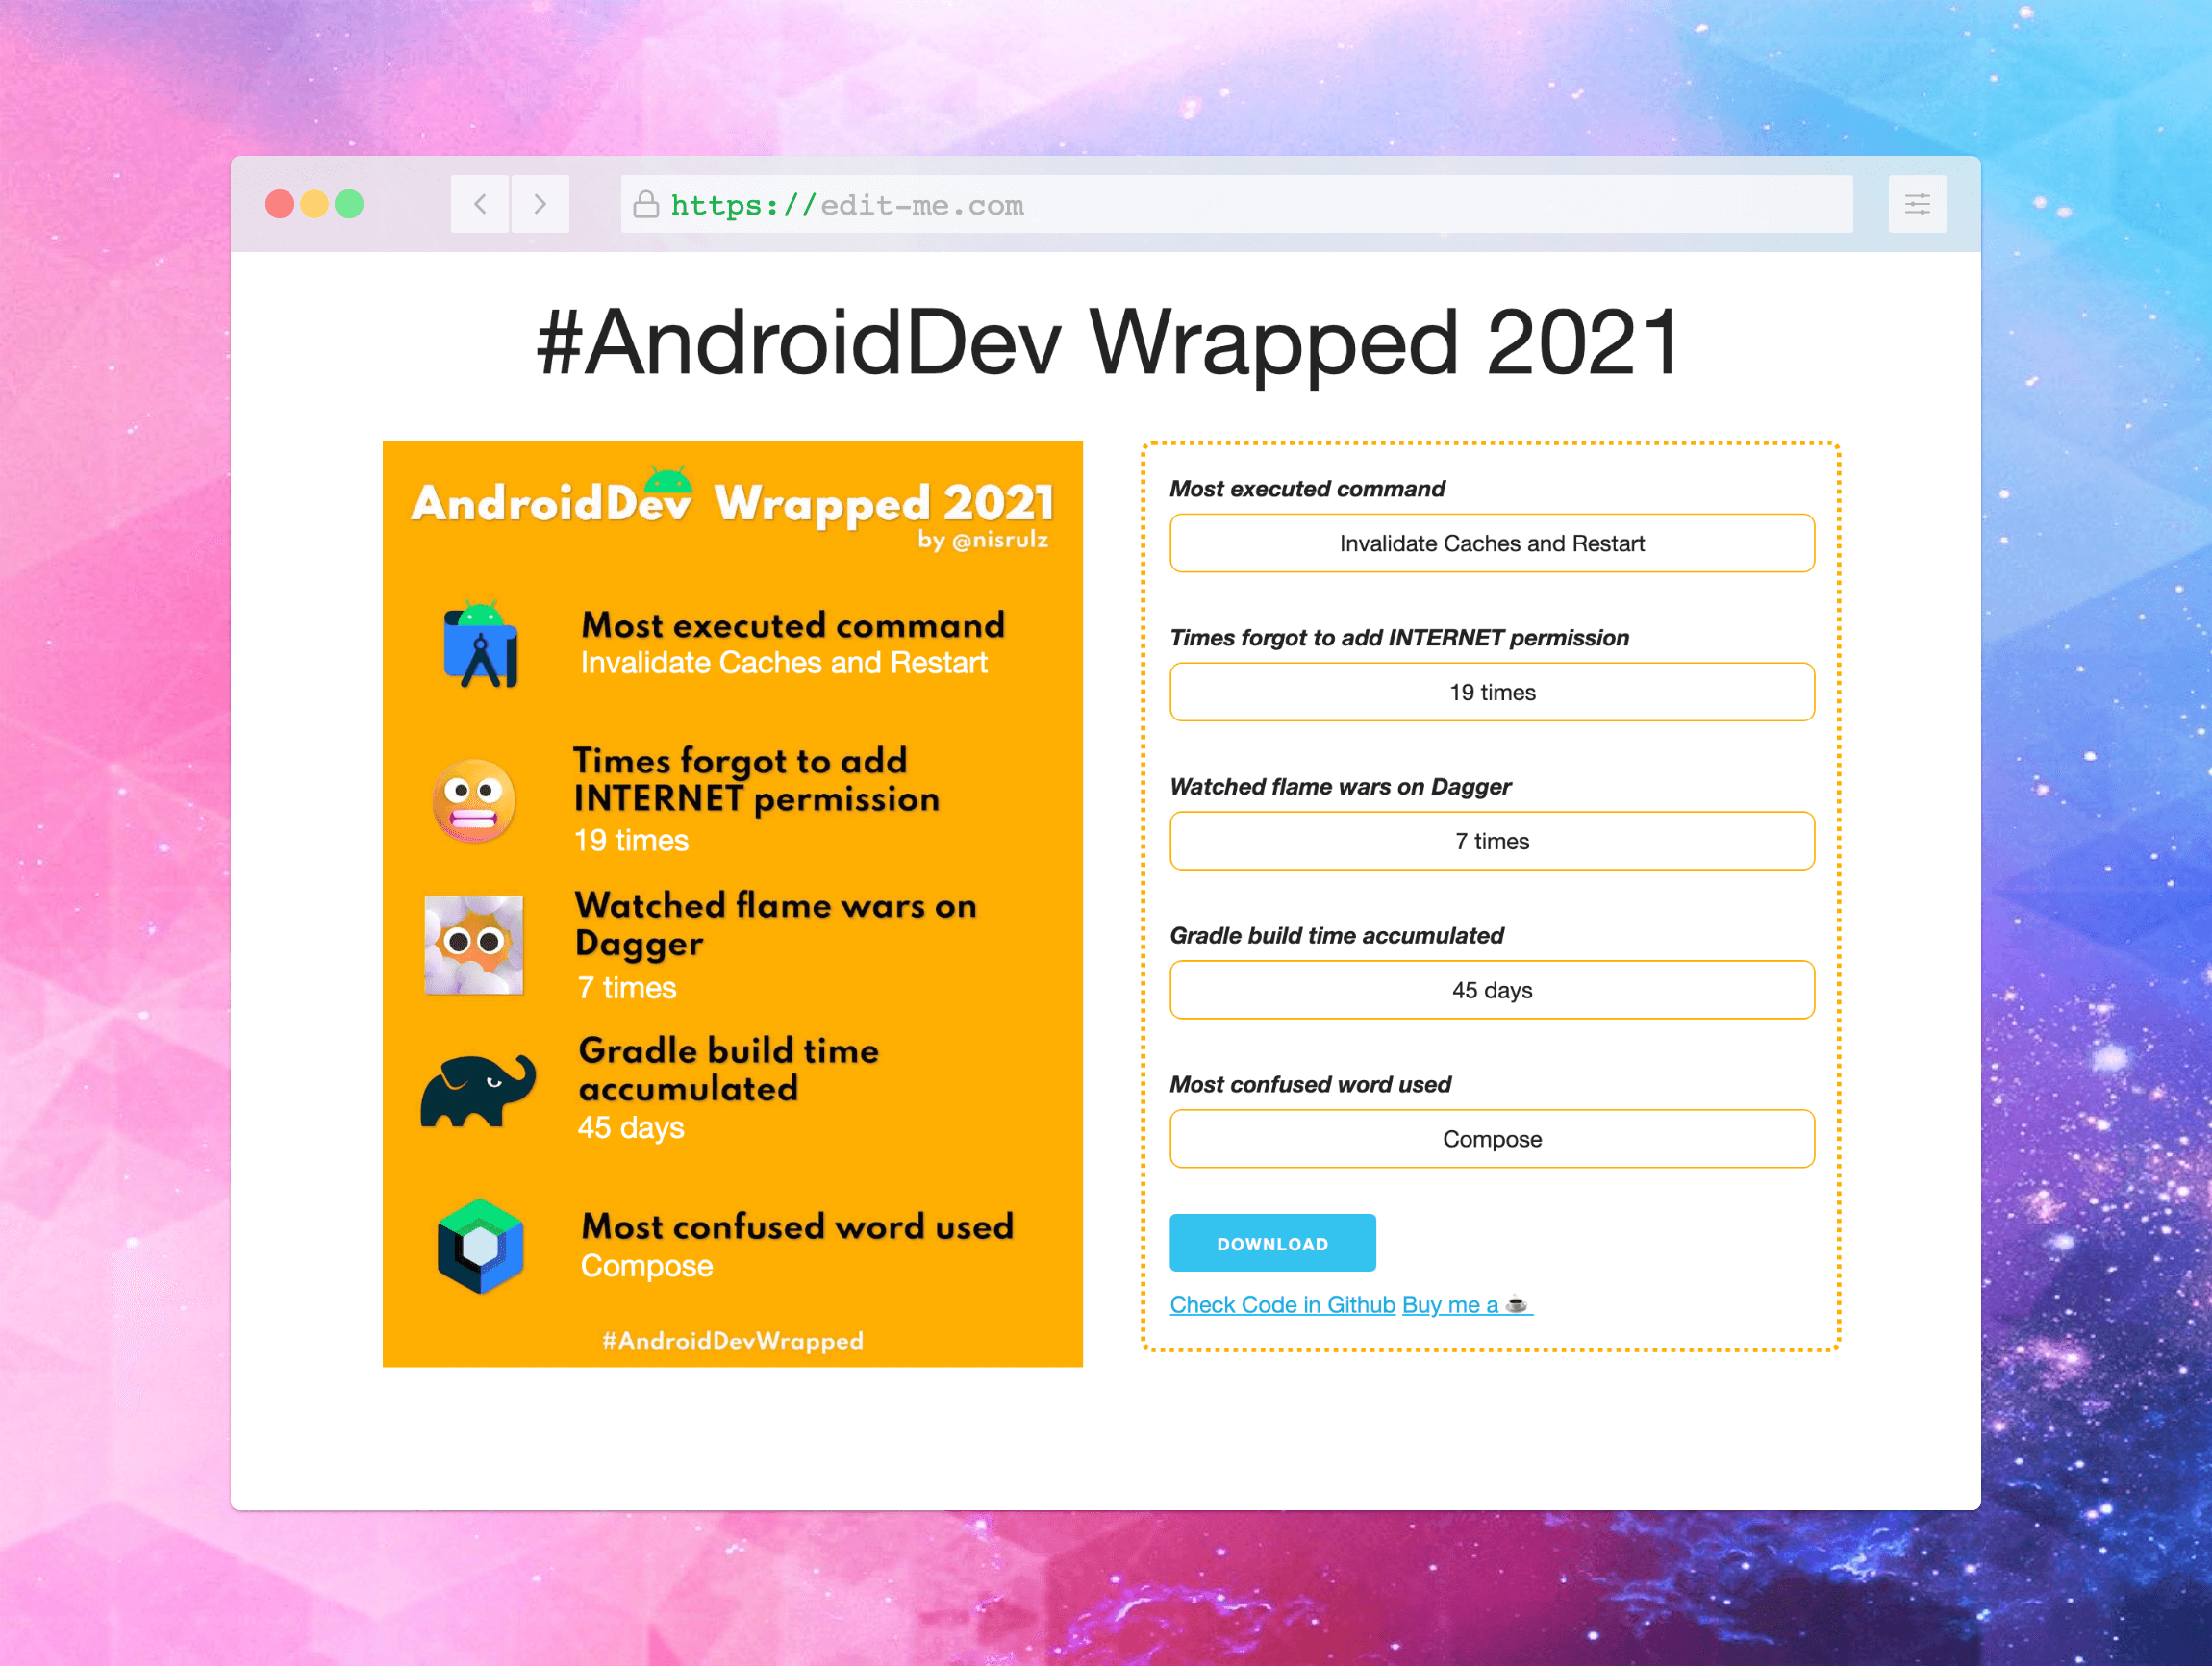 https://edit-me.com
#AndroidDev Wrapped 2021
AndroidDev Wrapped 2021
by @nisrulz
Most executed command
Invalidate Caches and Restart
Times forgot to add
INTERNET permission
19 times
Watched flame wars on
Dagger
7 times
Gradle build time
accumulated
45 days
Most confused word used
Compose
#AndroidDevWrapped
Most executed command
Invalidate Caches and Restart
Times forgot to add INTERNET permission
19 times
Watched flame wars on Dagger
7 times
Gradle build time accumulated
45 days
Most confused word used
Compose
DOWNLOAD
Check Code in Github Buy me a ☕